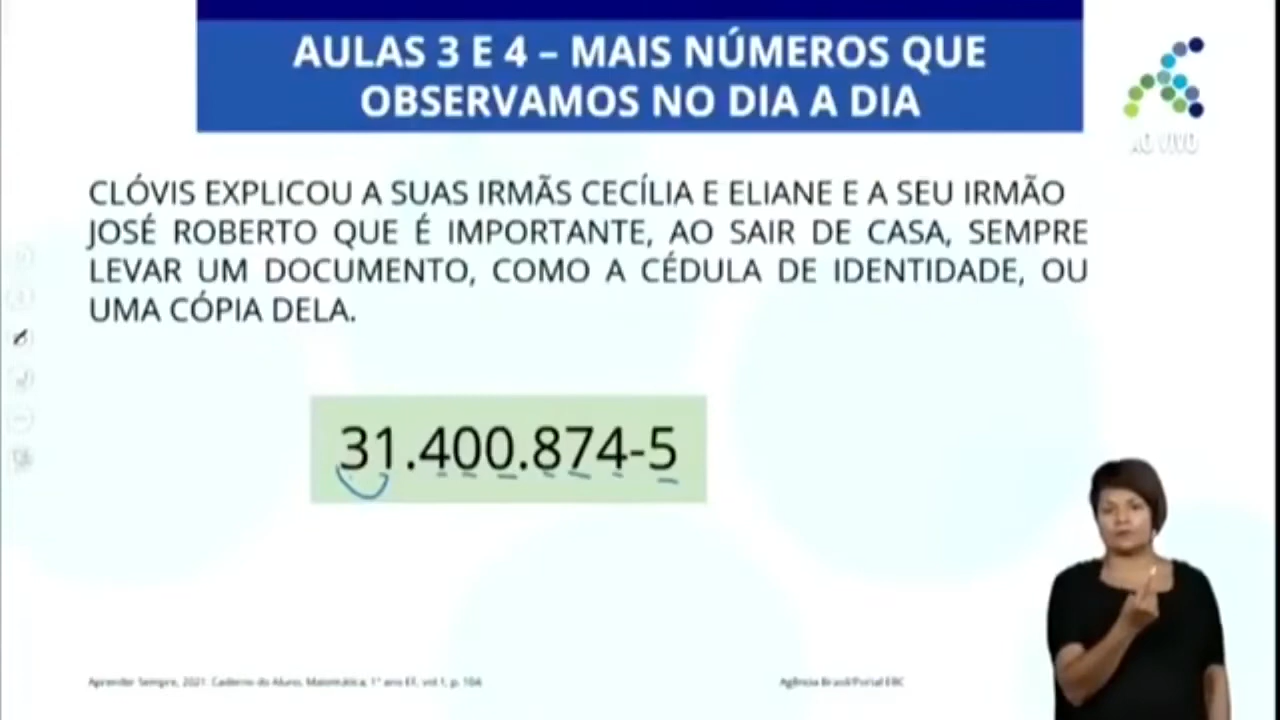 AULAS 3 E 4 – MAIS NÚMEROS QUE
OBSERVAMOS NO DIA A DIA
AO VIVO
CLÓVIS EXPLICOU A SUAS IRMÃS CECÍLIA E ELIANE E A SEU IRMÃO
JOSÉ ROBERTO QUE É IMPORTANTE, AO SAIR DE CASA, SEMPRE
LEVAR UM DOCUMENTO, COMO A CÉDULA DE IDENTIDADE, OU
UMA CÓPIA DELA.
31.400.874-5
Aprender Sempre, 2021. Caderno do Aluno, Matemática, 1° ano EF, vol 1, p. 104
Agência Brasil/Portal EBC